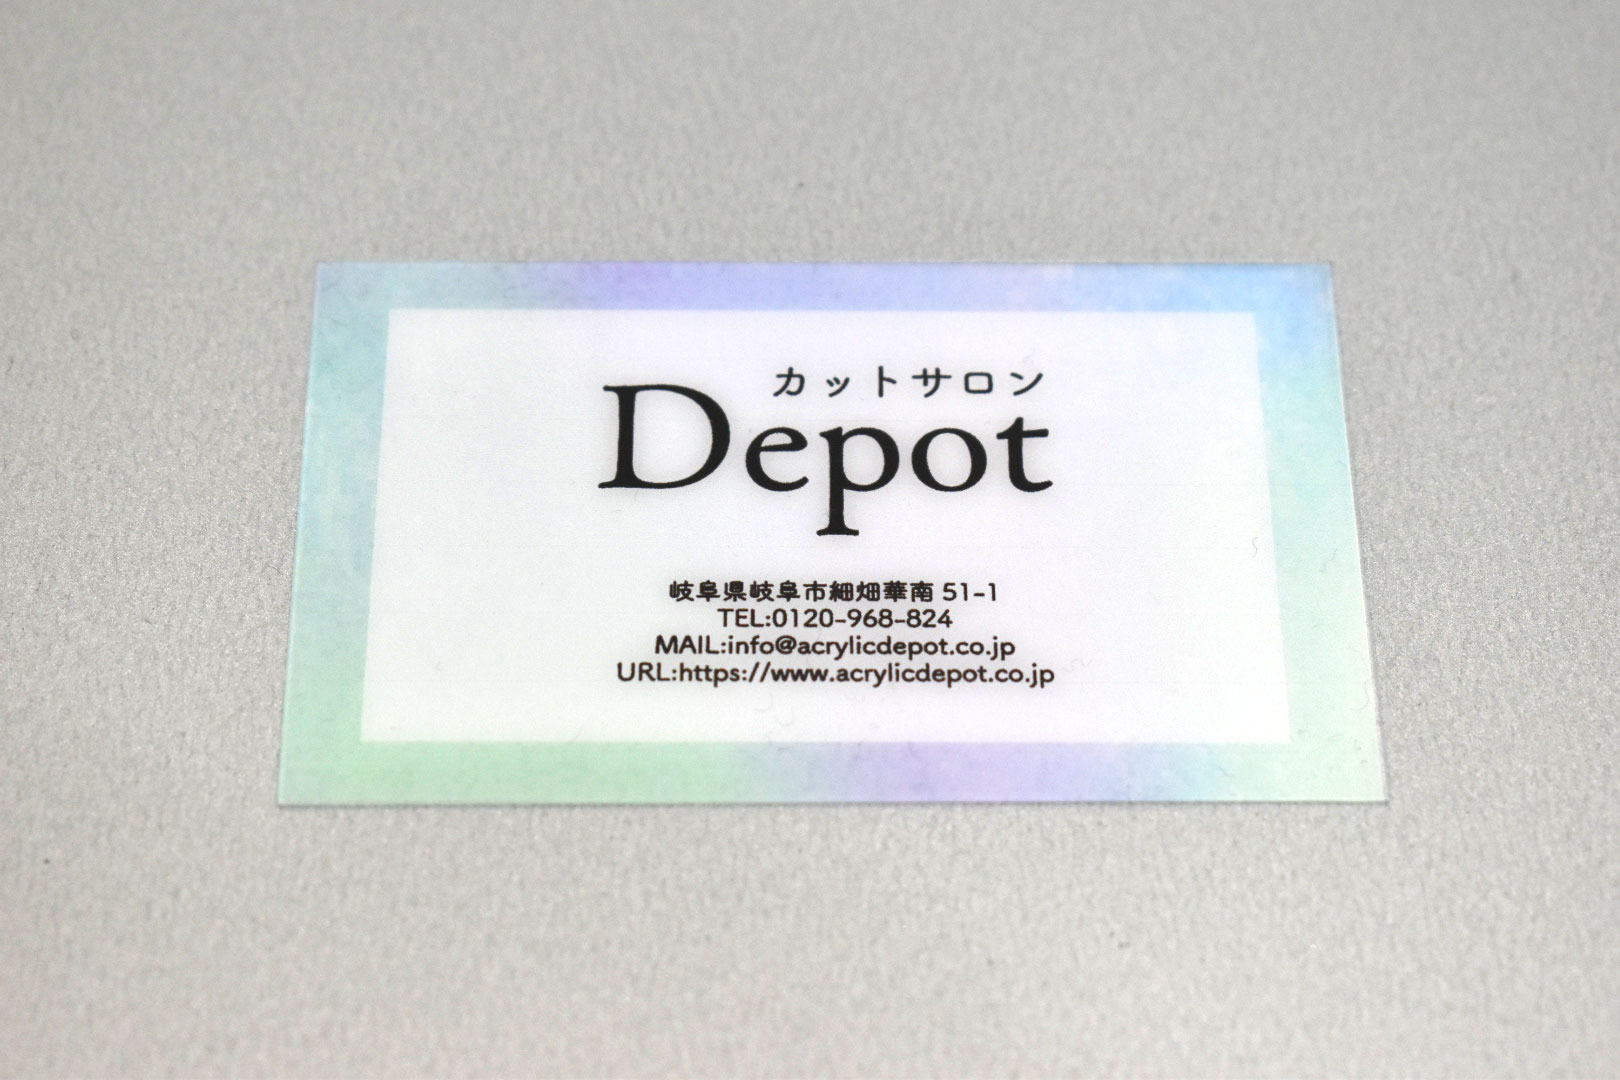 カットサロン
Depot
岐阜県岐阜市細畑華南 51-1
TEL:0120-968-824
MAIL:info@acrylicdepot.co.jp
URL:https://www.acrylicdepot.co.jp